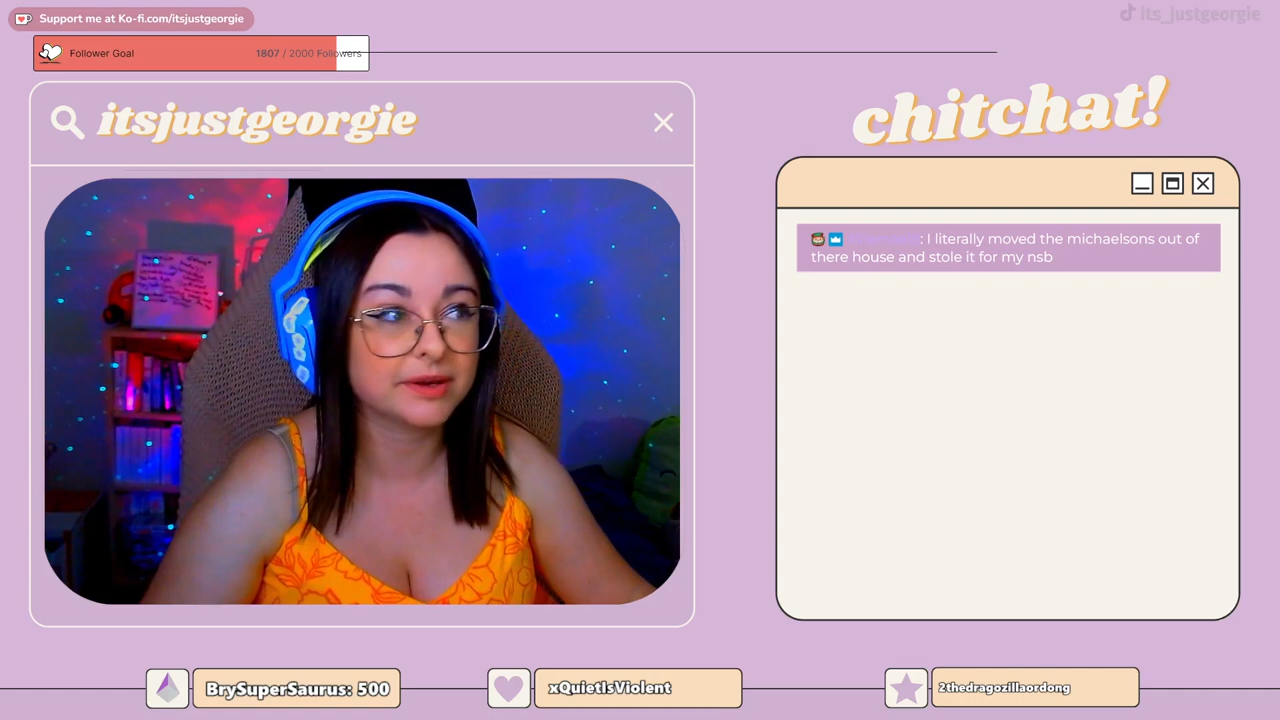 Support me at Ko-fi.com/itsjustgeorgie
its_justgeorgie
Follower Goal 1807 / 2000 Followers
itsjustgeorgie
chitchat!
: I literally moved the michaelsons out of
there house and stole it for my nsb
BrySuperSaurus: 500
xQuietIsViolent
2thedragozillaordong